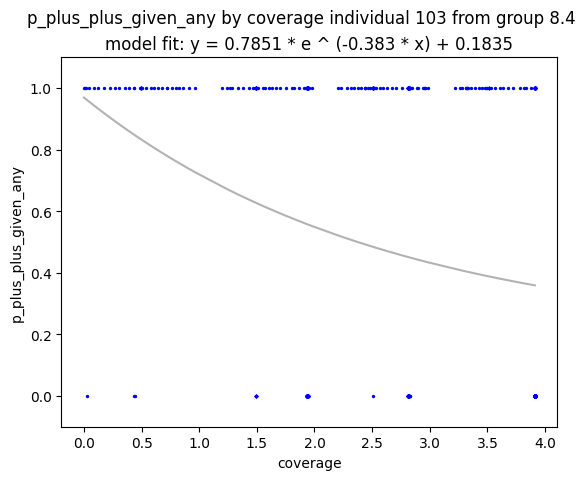 p_plus_plus_given_any by coverage individual 103 from group 8.4
model fit: y = 0.7851 * e ^ (-0.383 * x) + 0.1835
1.0
0.8
0.6
0.4
0.2
0.0
p_plus_plus_given_any
0.0 0.5 1.0 1.5 2.0 2.5 3.0 3.5 4.0
coverage